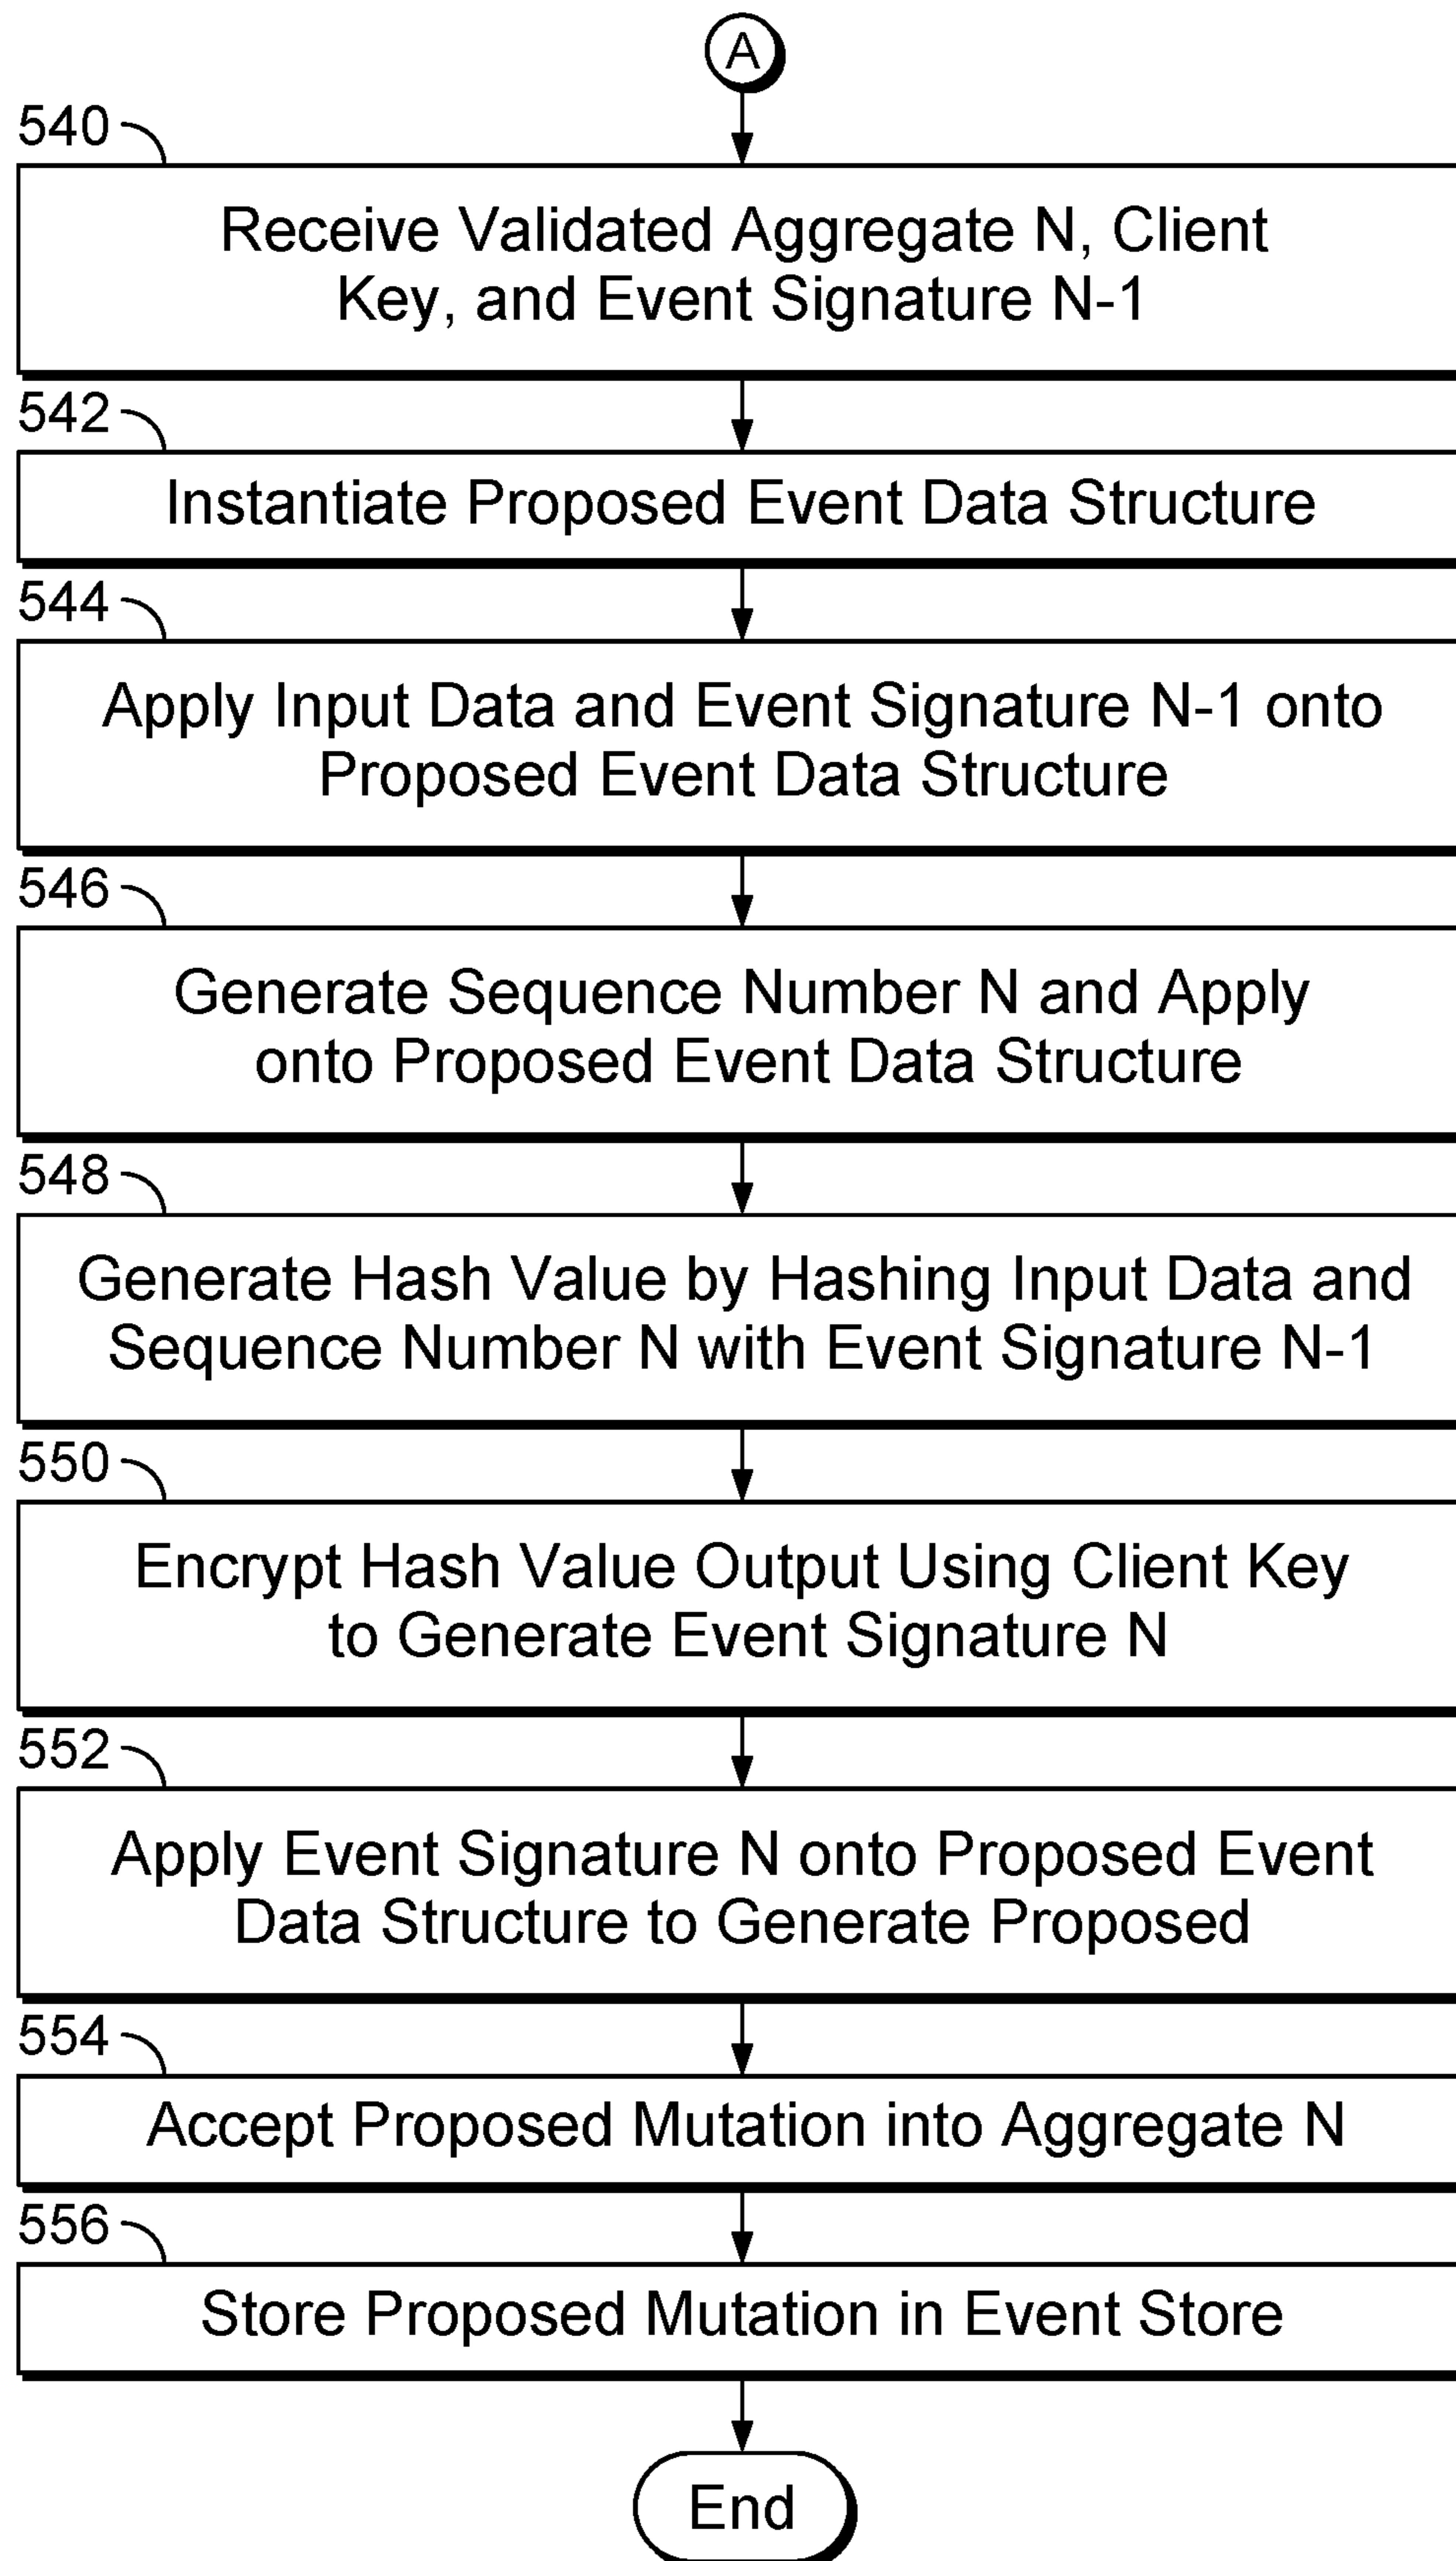 A
540
Receive Validated Aggregate N, Client
Key, and Event Signature N-1
542
Instantiate Proposed Event Data Structure
544
Apply Input Data and Event Signature N-1 onto
Proposed Event Data Structure
546
Generate Sequence Number N and Apply
onto Proposed Event Data Structure
548
Generate Hash Value by Hashing Input Data and
Sequence Number N with Event Signature N-1
550
Encrypt Hash Value Output Using Client Key
to Generate Event Signature N
552
Apply Event Signature N onto Proposed Event
Data Structure to Generate Proposed
554
Accept Proposed Mutation into Aggregate N
556
Store Proposed Mutation in Event Store
End